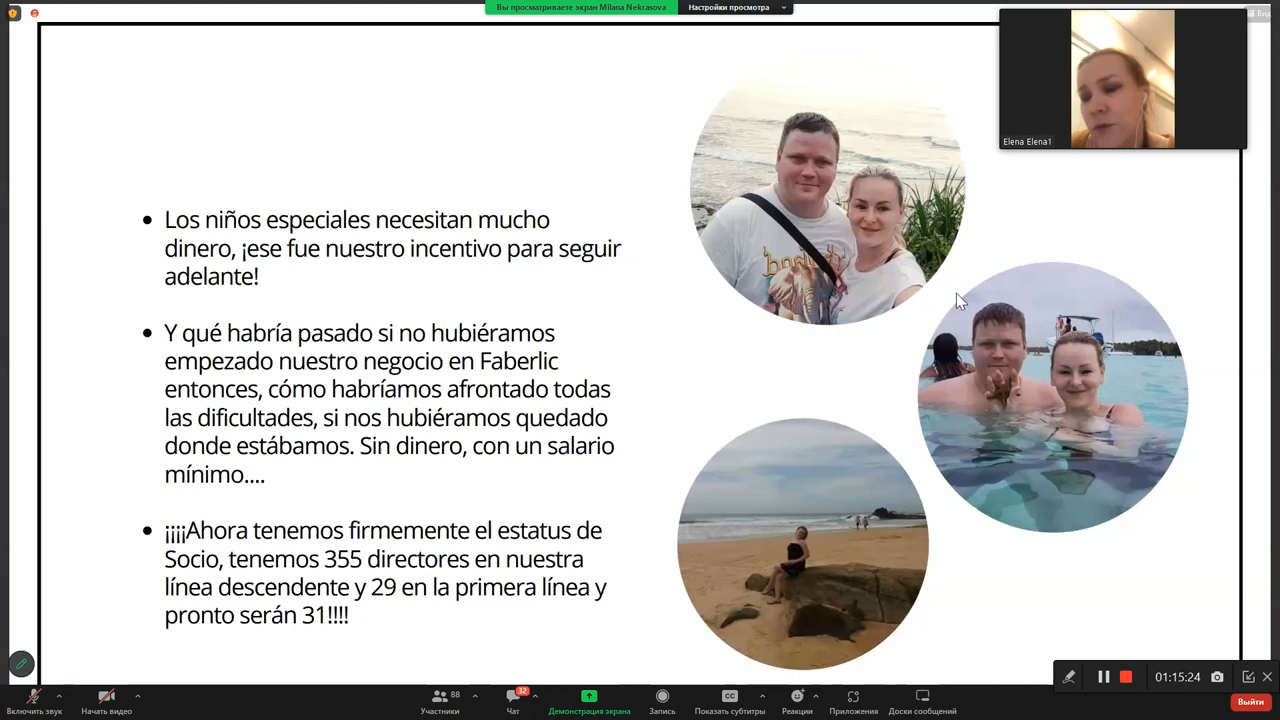 Вы просматриваете экран Milana Nekrasova
Настройки просмотра
Вид
Elena Elena1
Los niños especiales necesitan mucho
dinero, ¡ese fue nuestro incentivo para seguir
adelante!
Y qué habría pasado si no hubiéramos
empezado nuestro negocio en Faberlic
entonces, cómo habríamos afrontado todas
las dificultades, si nos hubiéramos quedado
donde estábamos. Sin dinero, con un salario
mínimo....
¡¡¡¡Ahora tenemos firmemente el estatus de
Socio, tenemos 355 directores en nuestra
línea descendente y 29 en la primera línea y
pronto serán 31!!!!
01:15:24
88
32
CC
Включить звук
Начать видео
Участники
Чат
Демонстрация экрана
Запись
Показать субтитры
Реакции
Приложения
Доски сообщений
Выйти